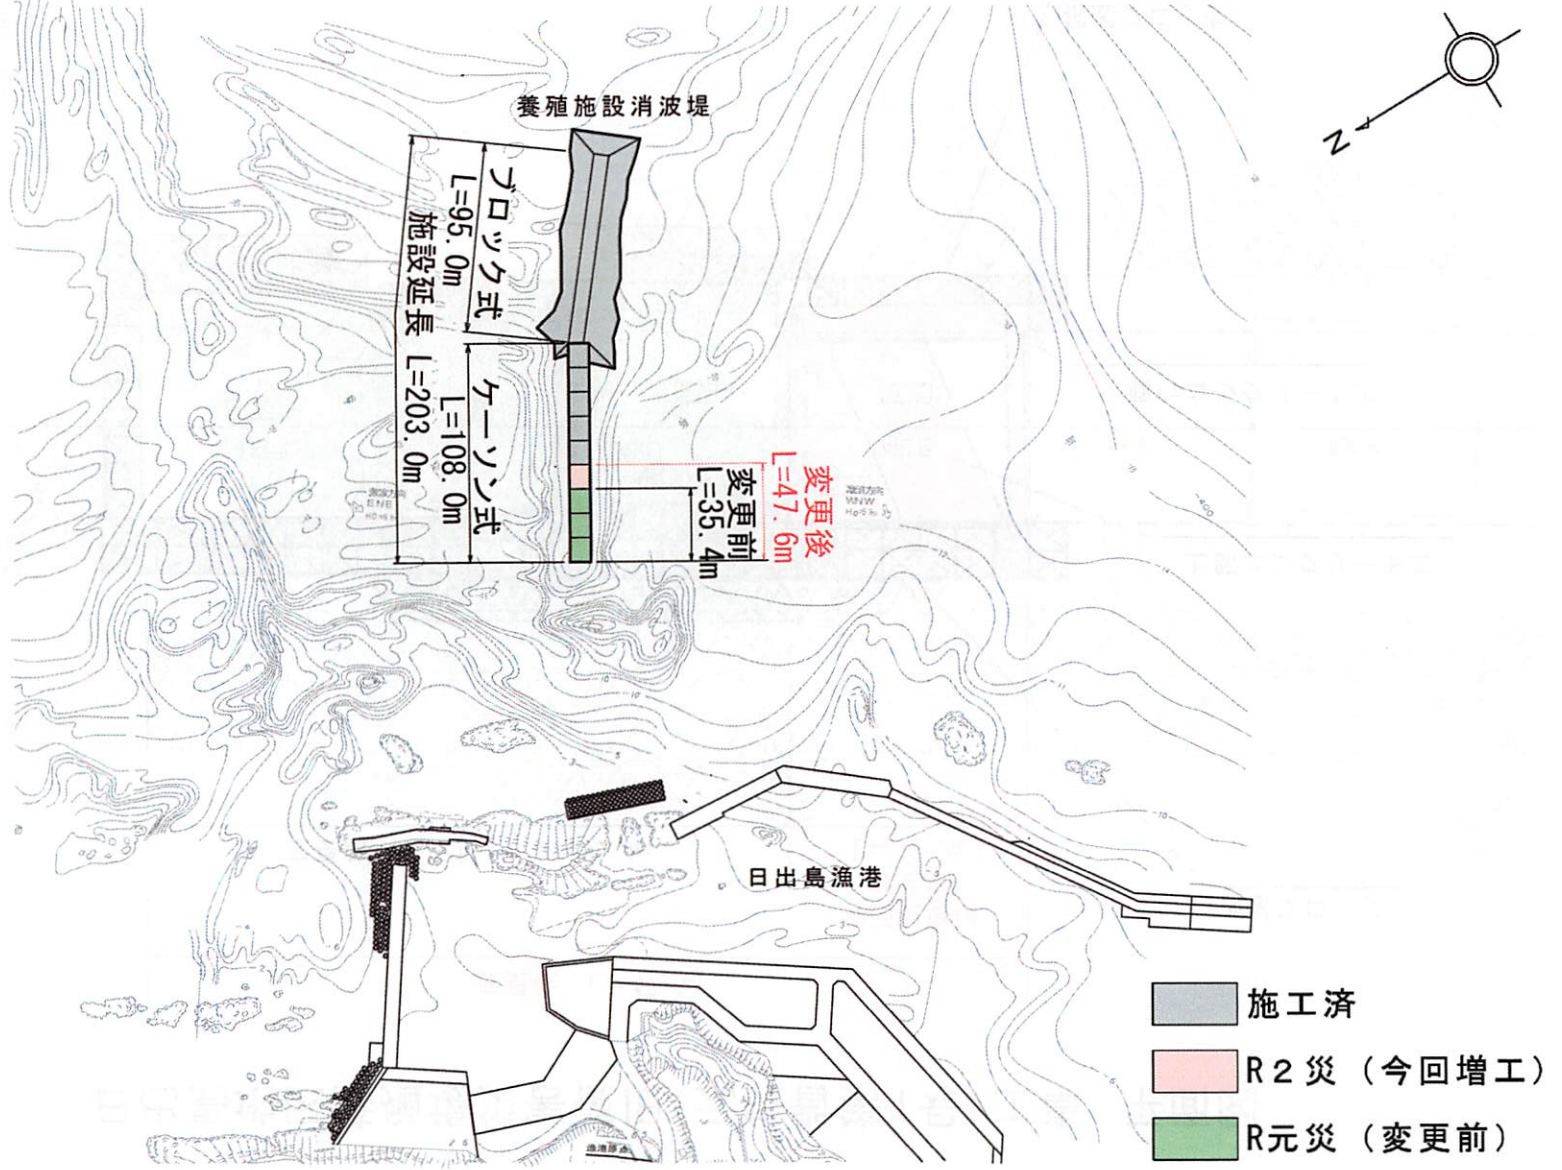 養殖施設消波堤
N
ブロック式
L=95.0m
施設延長 L=203.0m
ケーソン式
L=108.0m
変更後
L=47.6m
変更前
L=35.4m
ENE
WNW
日出島漁港
施工済
R2災（今回増工）
R元災（変更前）